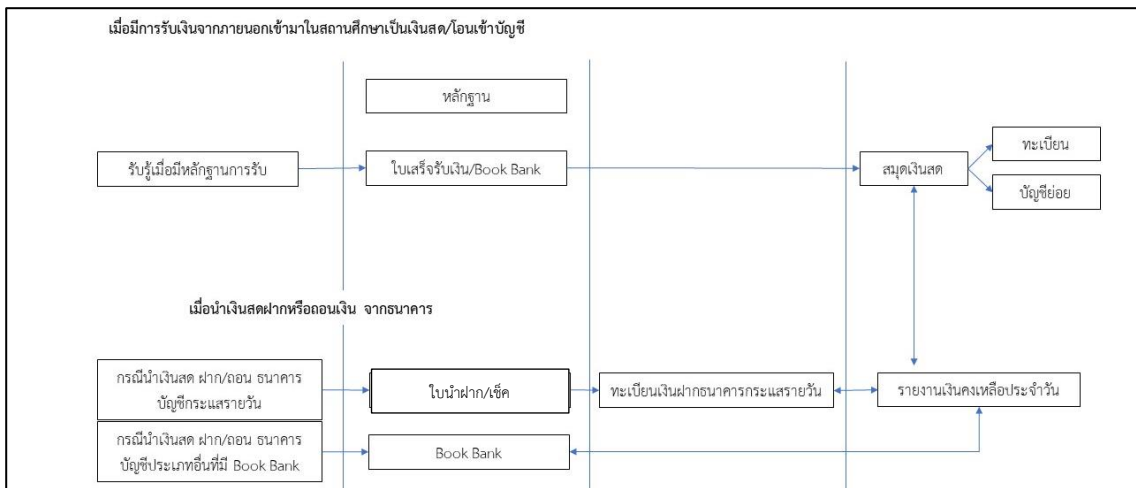 เมื่อมีการรับเงินจากภายนอกเข้ามาในสถานศึกษาเป็นเงินสด/โอนเข้าบัญชี
หลักฐาน
รับรู้เมื่อมีหลักฐานการรับ
ใบเสร็จรับเงิน/Book Bank
สมุดเงินสด
ทะเบียน
บัญชีย่อย
เมื่อนำเงินสดฝากหรือถอนเงิน จากธนาคาร
กรณีนำเงินสด ฝาก/ถอน ธนาคาร
บัญชีกระแสรายวัน
ใบนำฝาก/เช็ค
ทะเบียนเงินฝากธนาคารกระแสรายวัน
รายงานเงินคงเหลือประจำวัน
กรณีนำเงินสด ฝาก/ถอน ธนาคาร
บัญชีประเภทอื่นที่มี Book Bank
Book Bank